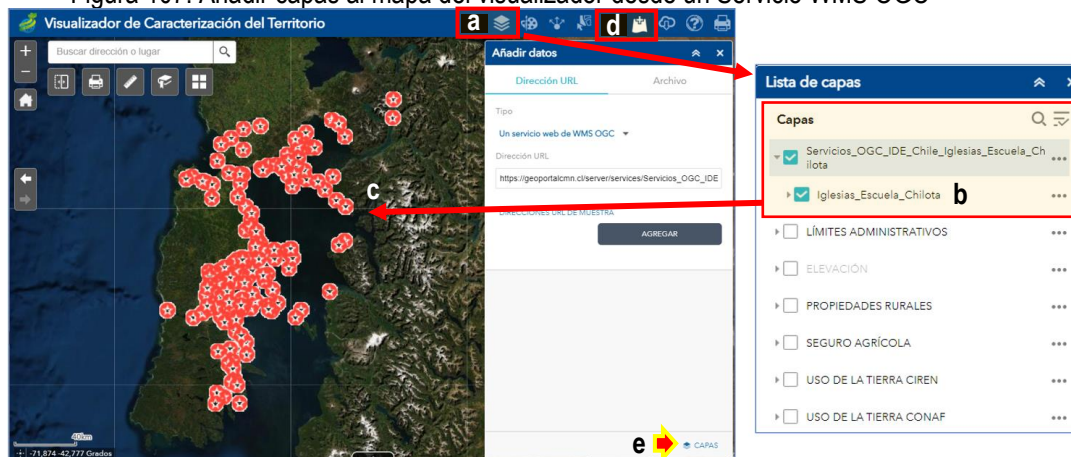 Figura 107. Añadir capas al mapa del visualizador desde un Servicio WMS OGC
Visualizador de Caracterización del Territorio
a
d
Buscar dirección o lugar
Añadir datos
Dirección URL
Archivo
Tipo
Un servicio web de WMS OGC
Dirección URL
https://geoportalcmn.cl/server/services/Servicios_OGC_IDE
DIRECCIONES URL DE MUESTRA
AGREGAR
c
e
CAPAS
40km
-71,874 -42,777 Grados
Lista de capas
Capas
Servicios_OGC_IDE_Chile_Iglesias_Escuela_Ch
ilota
Iglesias_Escuela_Chilota
b
LÍMITES ADMINISTRATIVOS
ELEVACIÓN
PROPIEDADES RURALES
SEGURO AGRÍCOLA
USO DE LA TIERRA CIREN
USO DE LA TIERRA CONAF